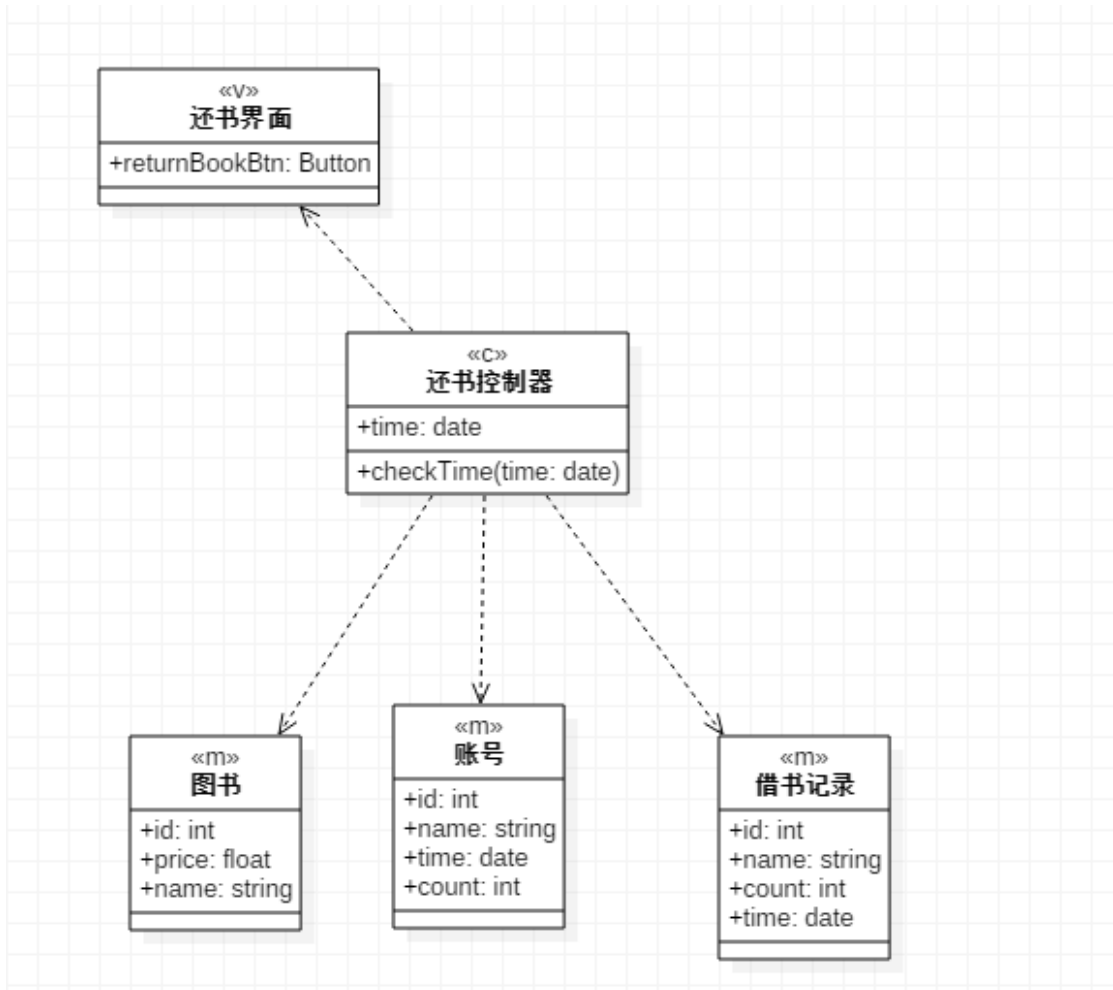 «v»
还书界面
+returnBookBtn: Button
«c»
还书控制器
+time: date
+checkTime(time: date)
«m»
图书
+id: int
+price: float
+name: string
«m»
账号
+id: int
+name: string
+time: date
+count: int
«m»
借书记录
+id: int
+name: string
+count: int
+time: date